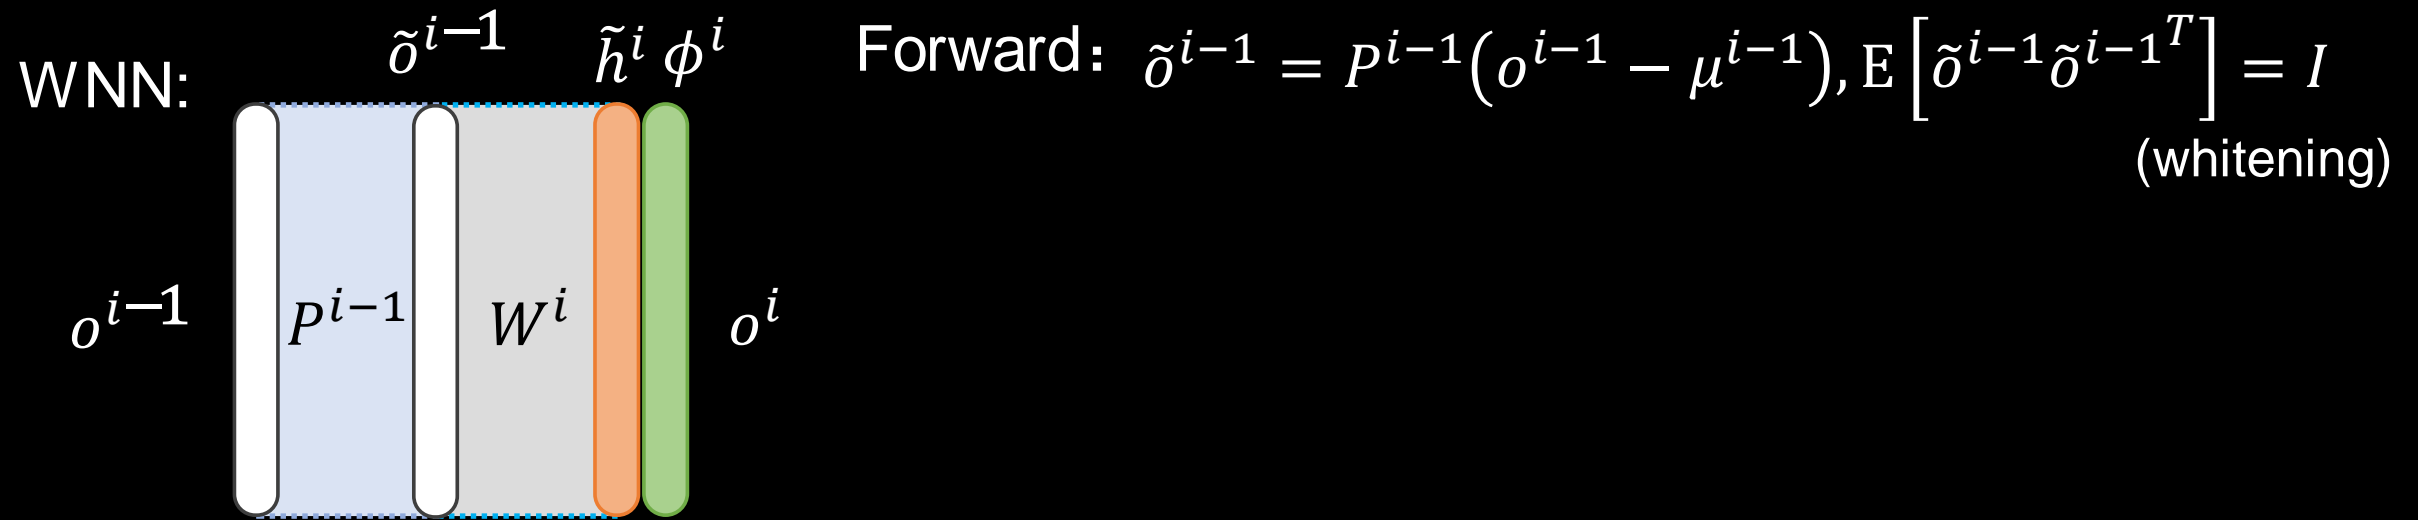 WNN:
õ^{i−1}
h̃^i ϕ^i
o^{i−1}
P^{i−1}
W^i
o^i
Forward： õ^{i−1} = P^{i−1}(o^{i−1} − μ^{i−1}), E[õ^{i−1}õ^{i−1}^T] = I
(whitening)